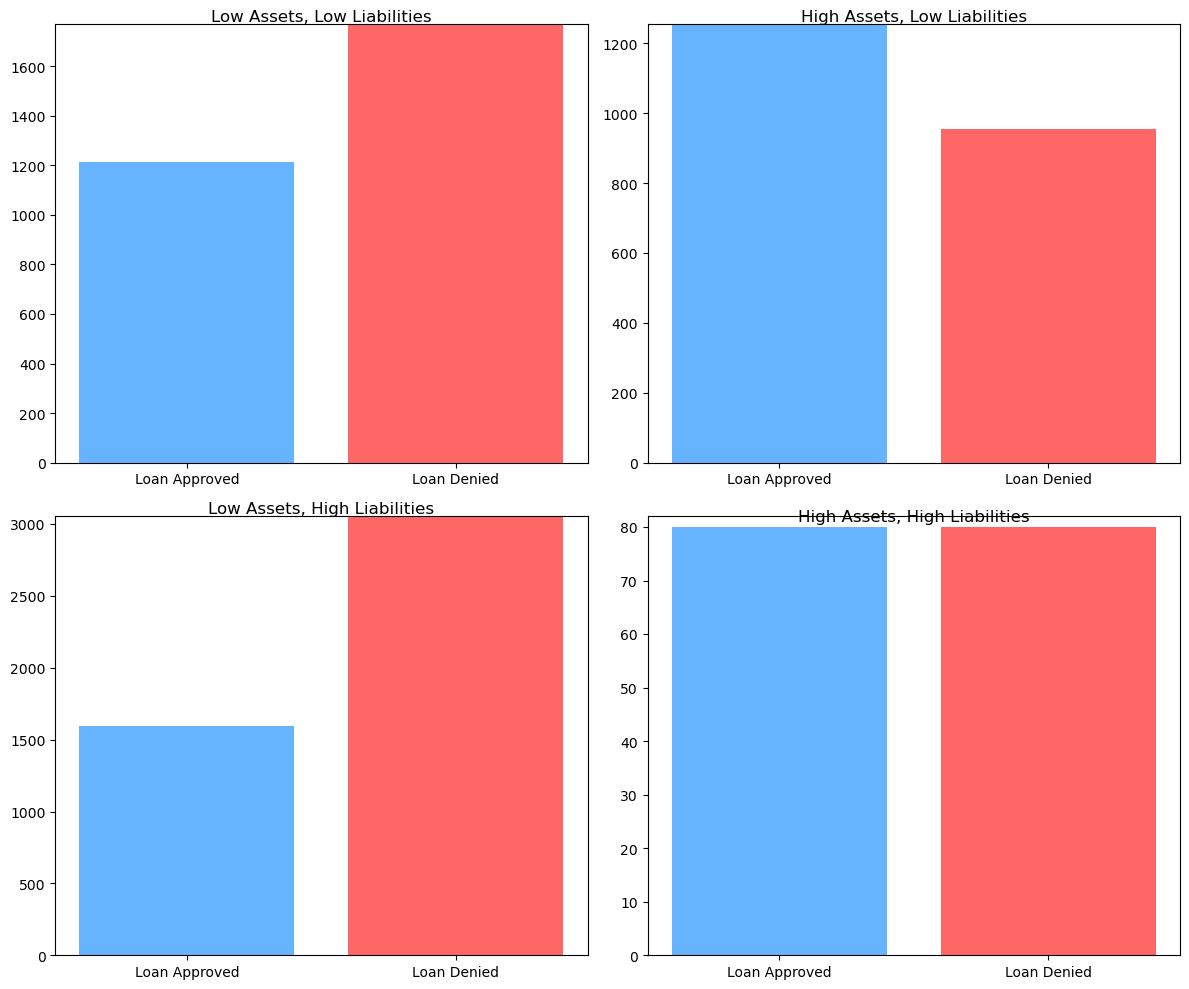 Low Assets, Low Liabilities
1600
1400
1200
1000
800
600
400
200
0
Loan Approved
Loan Denied
High Assets, Low Liabilities
1200
1000
800
600
400
200
0
Loan Approved
Loan Denied
Low Assets, High Liabilities
3000
2500
2000
1500
1000
500
0
Loan Approved
Loan Denied
High Assets, High Liabilities
80
70
60
50
40
30
20
10
0
Loan Approved
Loan Denied